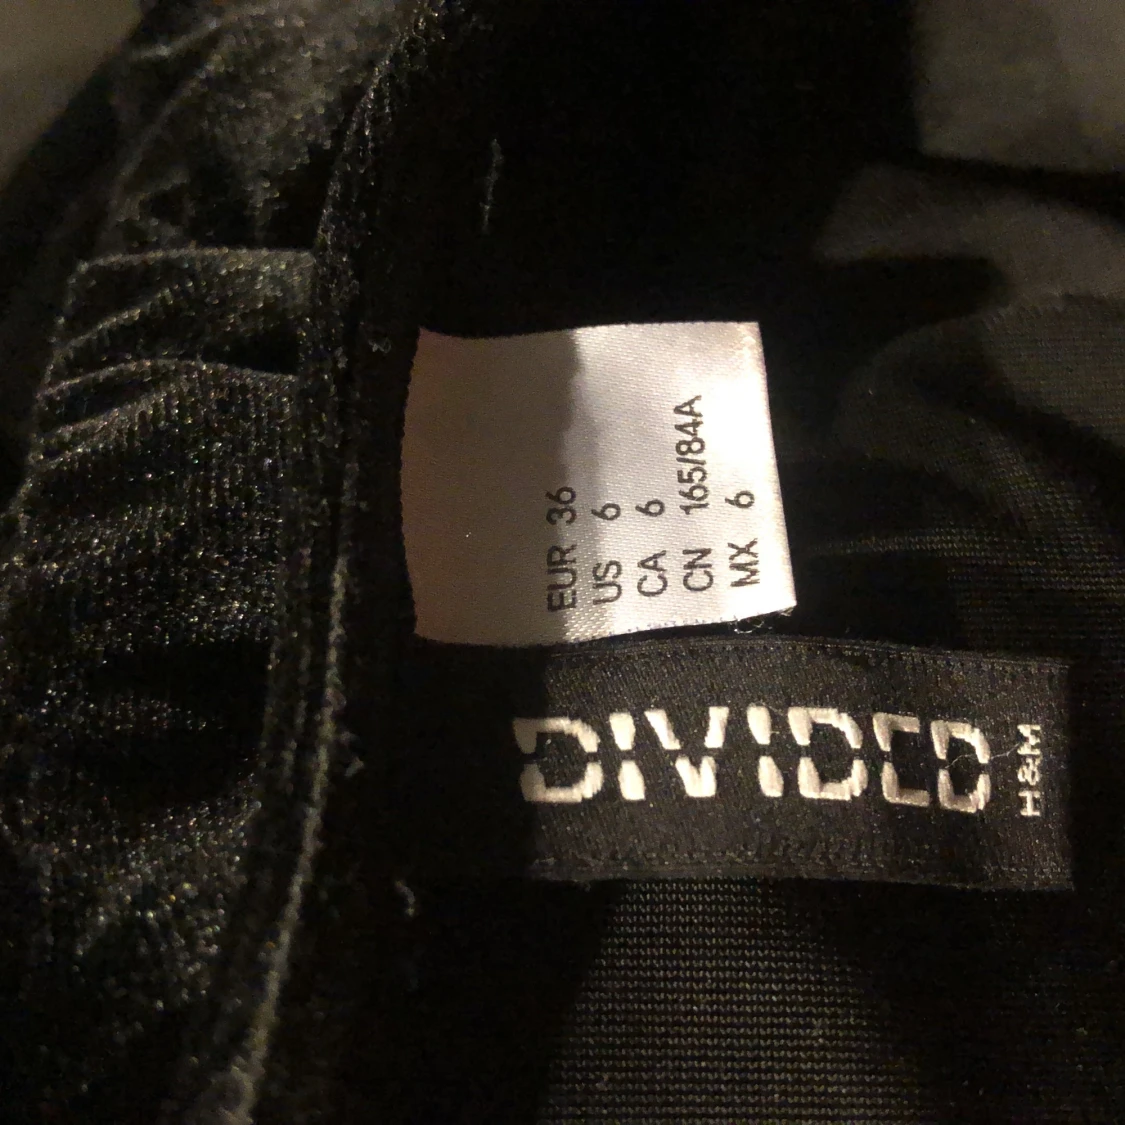 EUR 36
US 6
CA 6
CN 165/84A
MX 6
DIVIDED
H&M